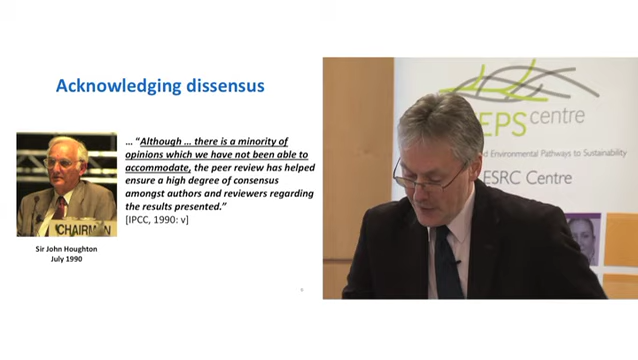 Acknowledging dissensus
… “Although … there is a minority of
opinions which we have not been able to
accommodate, the peer review has helped
ensure a high degree of consensus
amongst authors and reviewers regarding
the results presented.”
[IPCC, 1990: v]
CHAIRMAN
Sir John Houghton
July 1990
EPS centre
d Environmental Pathways to Sustainability
ESRC Centre